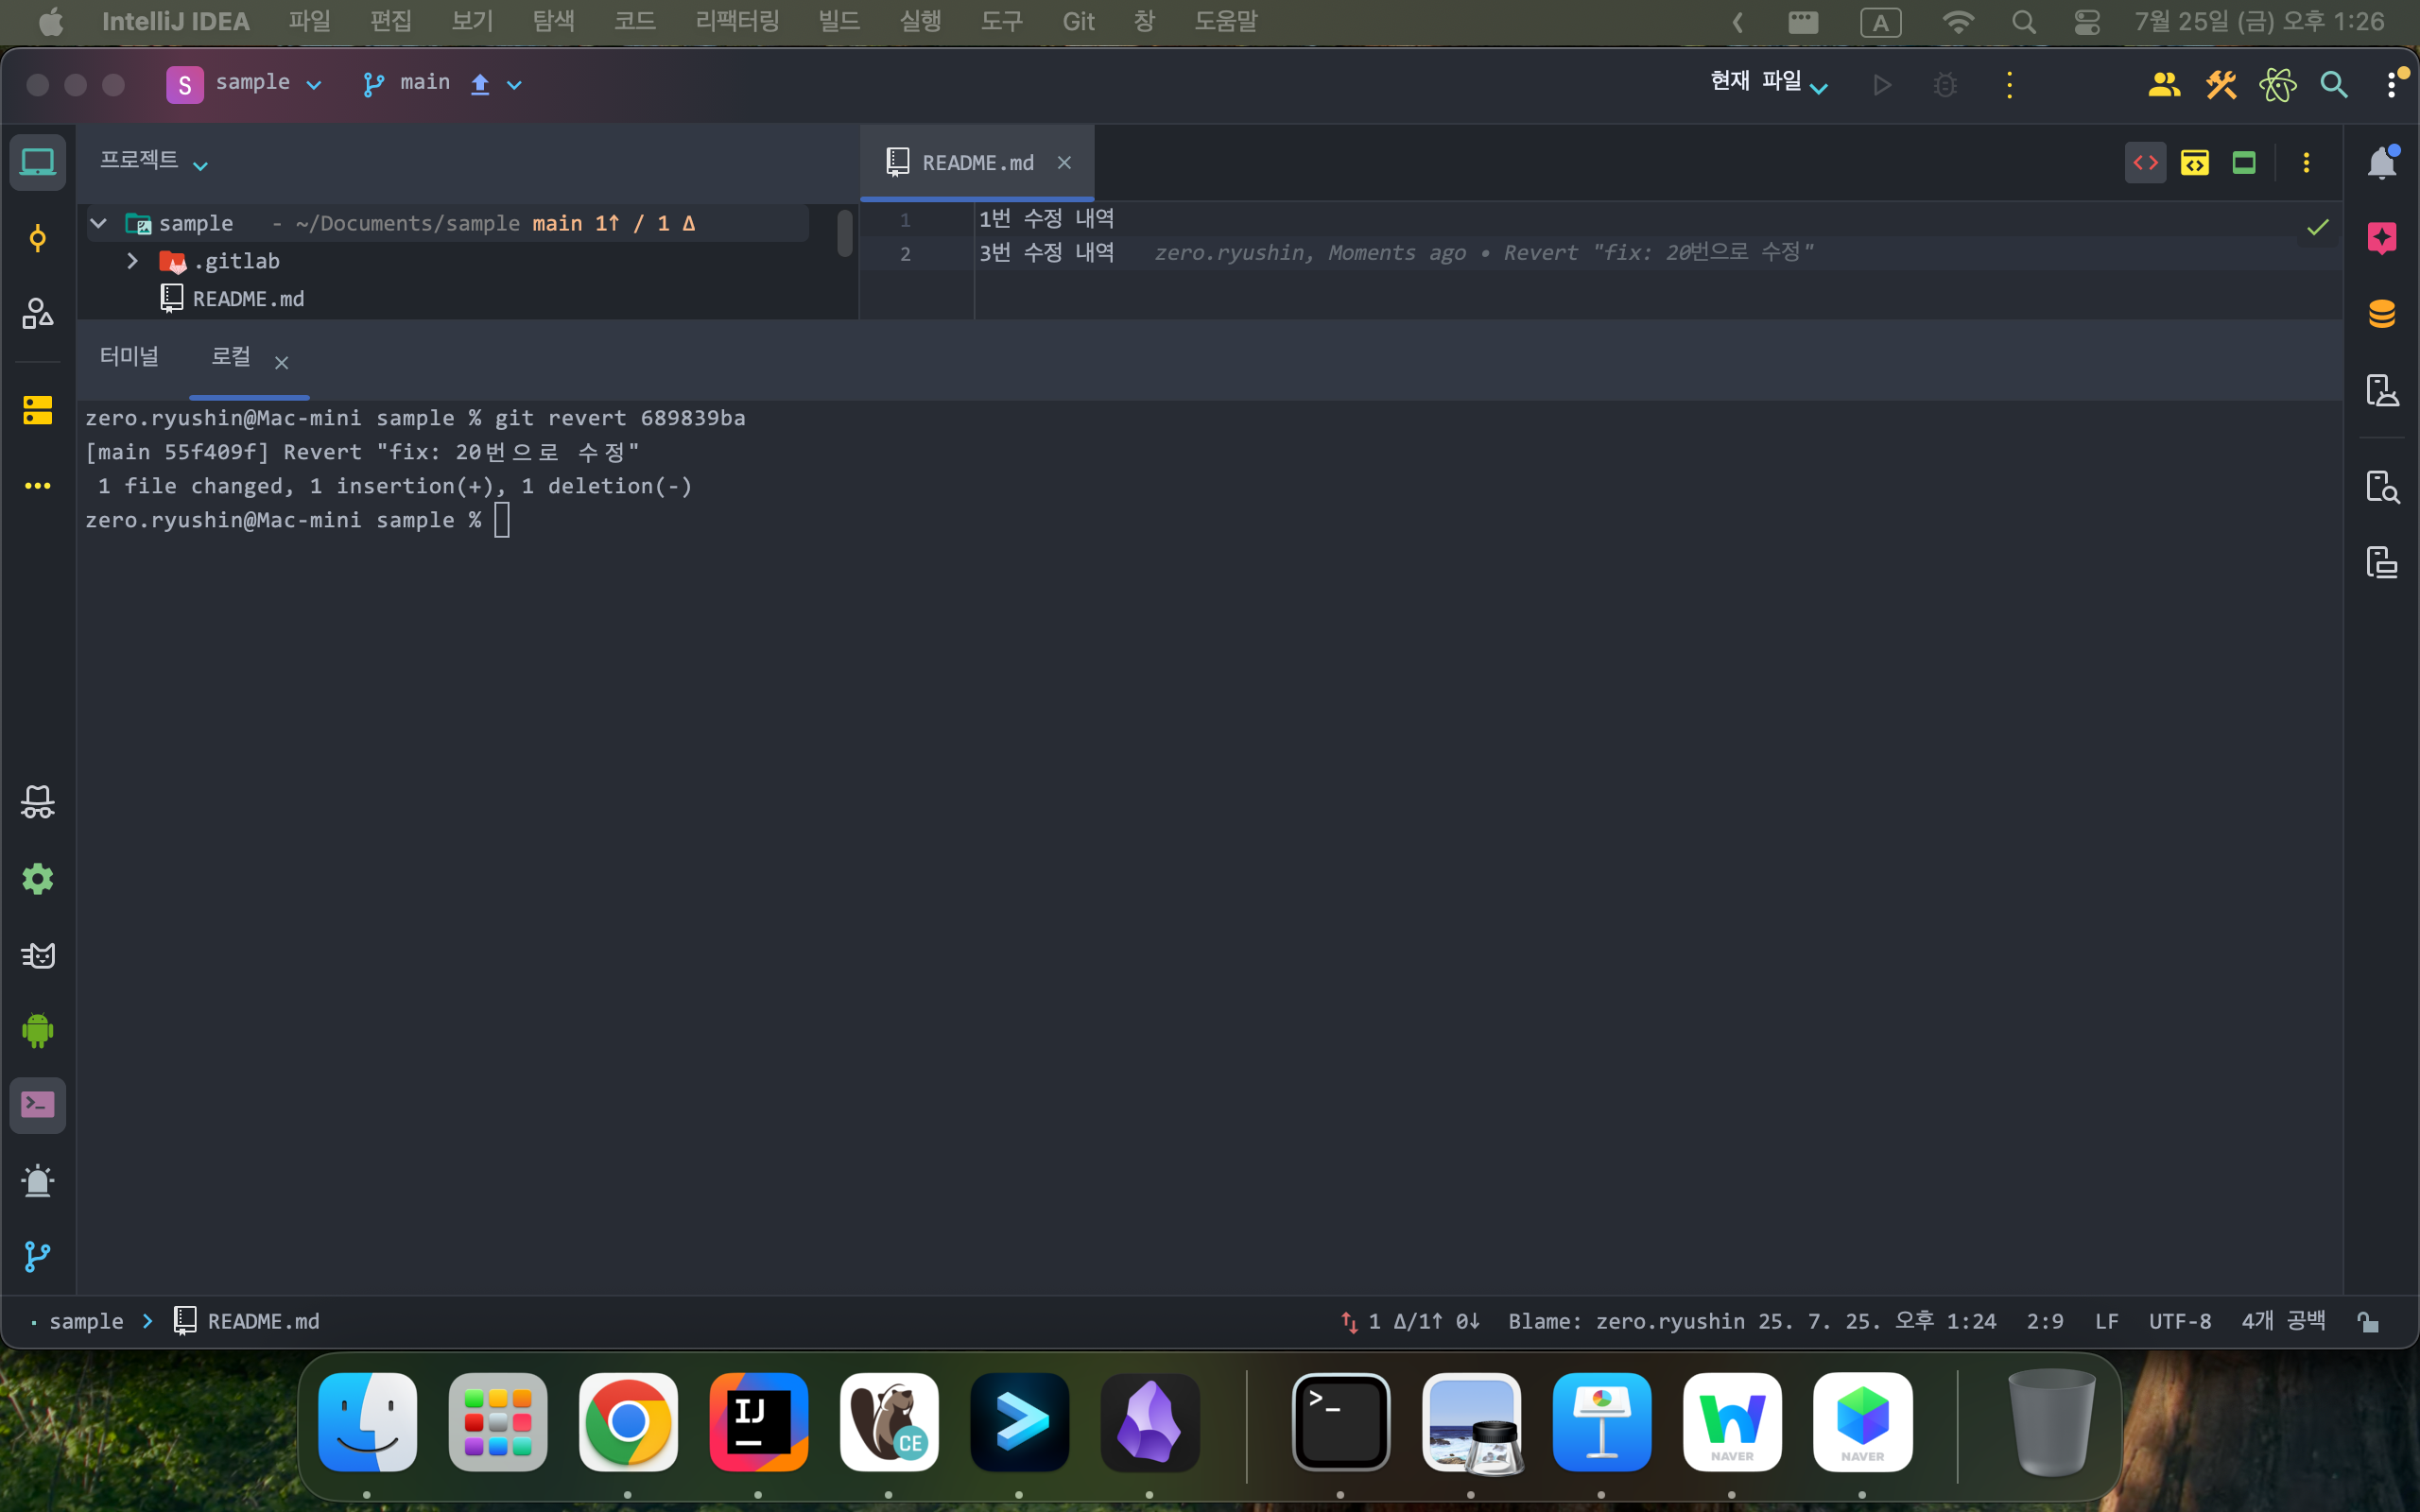 IntelliJ IDEA 파일 편집 보기 탐색 코드 리팩터링 빌드 실행 도구 Git 창 도움말 A 7월 25일 (금) 오후 1:26
S sample main 현재 파일
프로젝트
README.md
sample - ~/Documents/sample main 1↑ / 1 Δ
.gitlab
README.md
1 1번 수정 내역
2 3번 수정 내역 zero.ryushin, Moments ago • Revert "fix: 20번으로 수정"
터미널 로컬
zero.ryushin@Mac-mini sample % git revert 689839ba
[main 55f409f] Revert "fix: 20번으로 수정"
1 file changed, 1 insertion(+), 1 deletion(-)
zero.ryushin@Mac-mini sample %
sample README.md 1 Δ/1↑ 0↓ Blame: zero.ryushin 25. 7. 25. 오후 1:24 2:9 LF UTF-8 4개 공백
IJ CE >_ NAVER NAVER